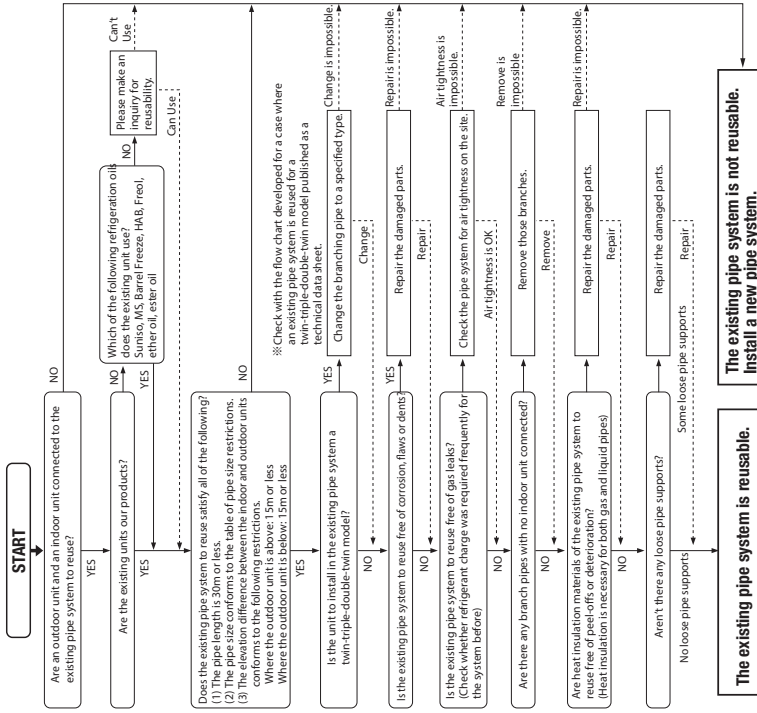 START
Are an outdoor unit and an indoor unit connected to the
existing pipe system to reuse?
NO
YES
Are the existing units our products?
NO
YES
Which of the following refrigeration oils
does the existing unit use?
Suniso, MS, Barrel Freeze, HAB, Freol,
ether oil, ester oil
NO
YES
Please make an
inquiry for
reusability.
Can't
Use
Can Use
Does the existing pipe system to reuse satisfy all of the following?
(1) The pipe length is 30m or less.
(2) The pipe size conforms to the table of pipe size restrictions.
(3) The elevation difference between the indoor and outdoor units
conforms to the following restrictions.
Where the outdoor unit is above: 15m or less
Where the outdoor unit is below: 15m or less
NO
YES
※Check with the flow chart developed for a case where
an existing pipe system is reused for a
twin-triple-double-twin model published as a
technical data sheet.
Is the unit to install in the existing pipe system a
twin-triple-double-twin model?
YES
Change the branching pipe to a specified type.
Change is impossible.
Change
NO
Is the existing pipe system to reuse free of corrosion, flaws or dents?
YES
Repair the damaged parts.
Repair is impossible.
Repair
NO
Is the existing pipe system to reuse free of gas leaks?
(Check whether refrigerant charge was required frequently for
the system before)
Check the pipe system for air tightness on the site.
Air tightness is
impossible.
Air tightness is OK
NO
Are there any branch pipes with no indoor unit connected?
Remove those branches.
Remove is
impossible
Remove
NO
Are heat insulation materials of the existing pipe system to
reuse free of peel-offs or deterioration?
(Heat insulation is necessary for both gas and liquid pipes)
Repair the damaged parts.
Repair is impossible.
Repair
NO
Aren't there any loose pipe supports?
Repair the damaged parts.
Some loose pipe supports
Repair
No loose pipe supports
The existing pipe system is reusable.
The existing pipe system is not reusable.
Install a new pipe system.